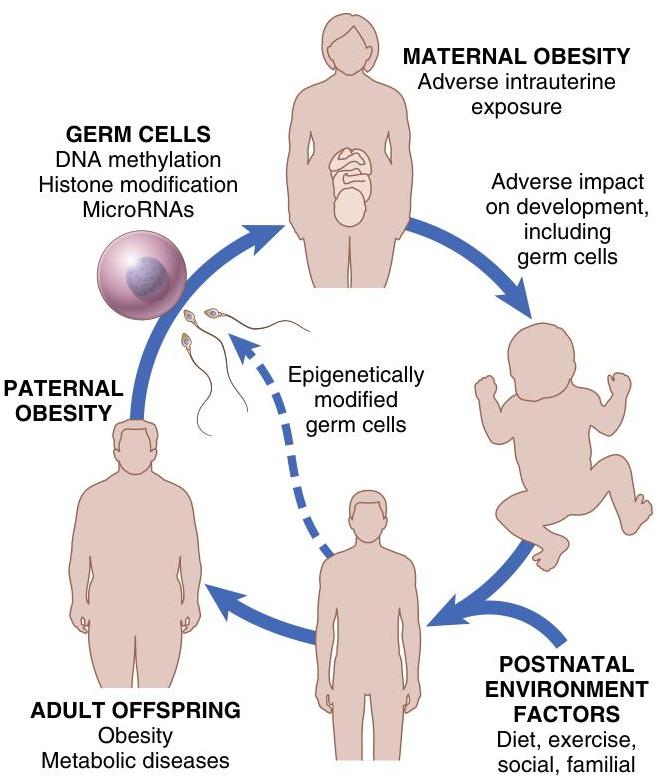 MATERNAL OBESITY
Adverse intrauterine
exposure
GERM CELLS
DNA methylation
Histone modification
MicroRNAs
Adverse impact
on development,
including
germ cells
Epigenetically
modified
germ cells
PATERNAL
OBESITY
POSTNATAL
ENVIRONMENT
FACTORS
Diet, exercise,
social, familial
ADULT OFFSPRING
Obesity
Metabolic diseases